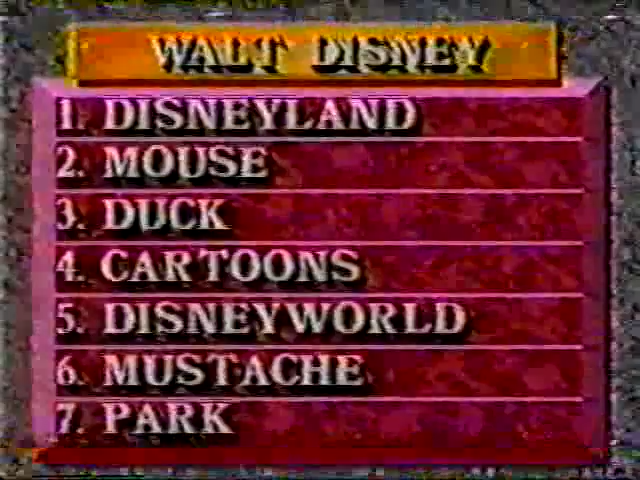 WALT DISNEY
1. DISNEYLAND
2. MOUSE
3. DUCK
4. CARTOONS
5. DISNEYWORLD
6. MUSTACHE
7. PARK